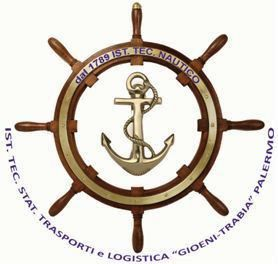 dal 1789 IST. TEC. NAUTICO
IST. TEC. STAT. TRASPORTI e LOGISTICA "GIOENI-TRABIA" PALERMO